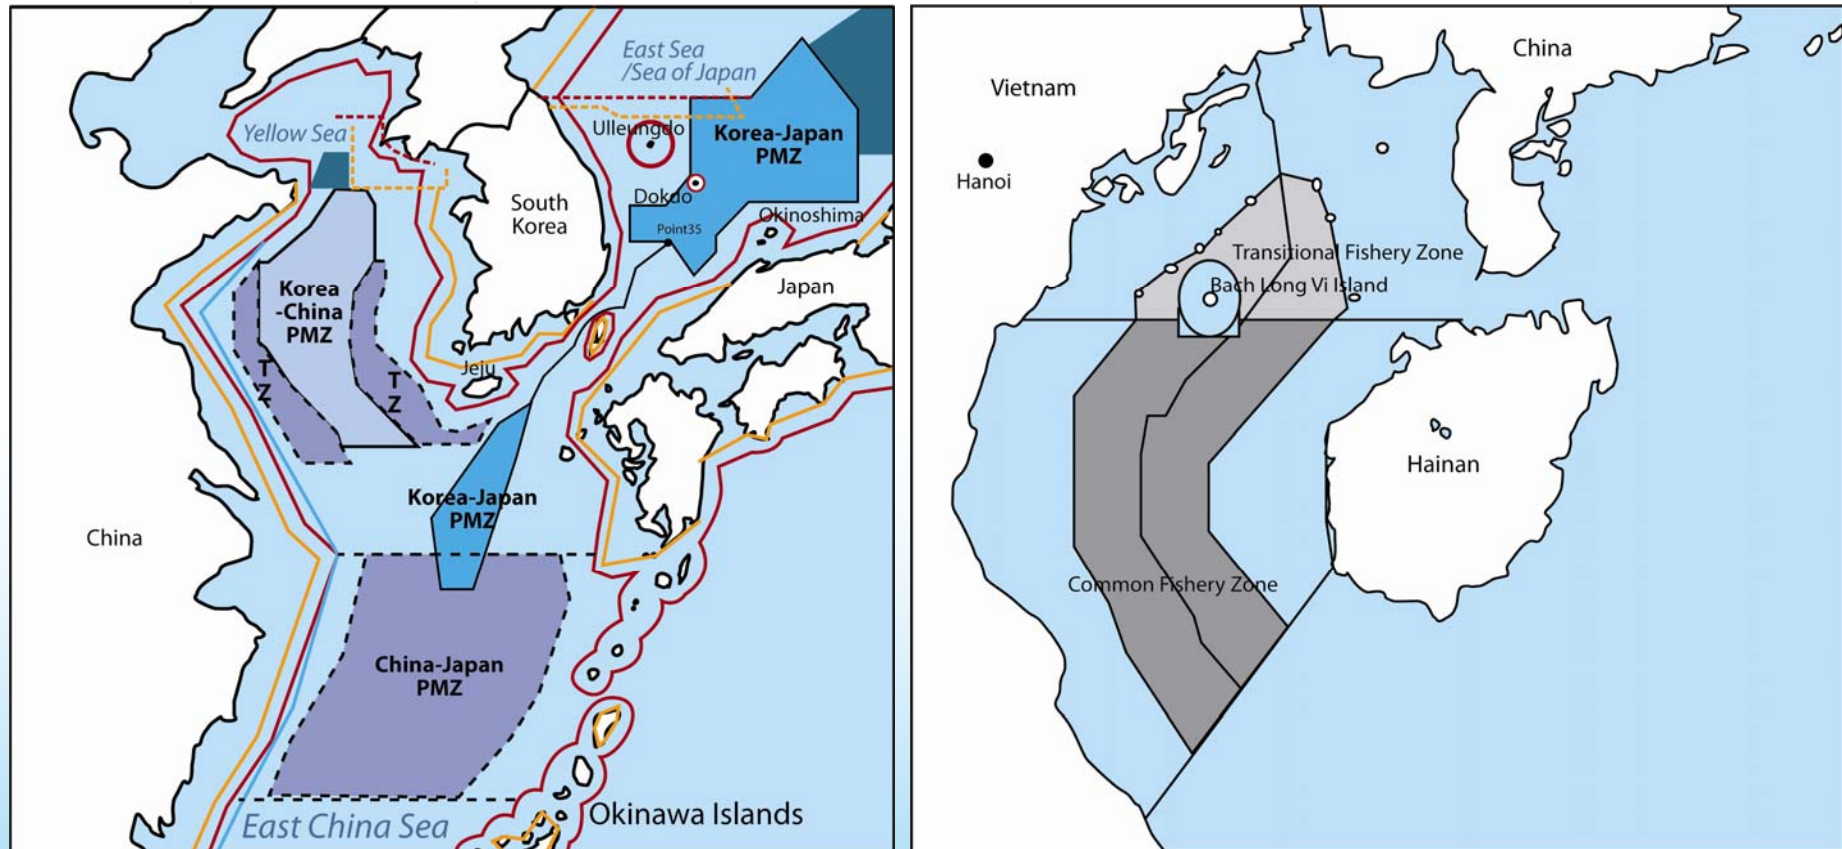 East Sea
/Sea of Japan
Yellow Sea
Ulleungdo
Korea-Japan
PMZ
South
Korea
Dokdo
Okinoshima
Point35
Korea
-China
PMZ
Japan
T
Z
T
Z
Jeju
Korea-Japan
PMZ
China
China-Japan
PMZ
East China Sea
Okinawa Islands
China
Vietnam
Hanoi
Transitional Fishery Zone
Bach Long Vi Island
Hainan
Common Fishery Zone